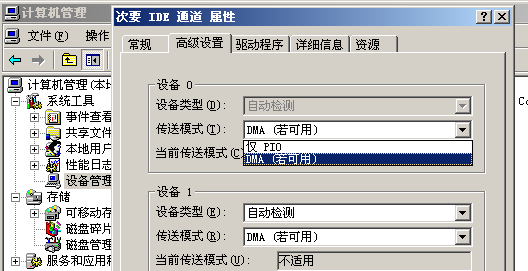 计算机管理
次要 IDE 通道 属性
文件(F) 操作
常规 高级设置 驱动程序 详细信息 资源
计算机管理(本地
系统工具
事件查看
共享文件
本地用户
性能日志
设备管理
存储
可移动存
磁盘碎片
磁盘管理
服务和应用程
设备 0
设备类型(D): 自动检测
传送模式(T): DMA (若可用)
仅 PIO
DMA (若可用)
当前传送模式(C
设备 1
设备类型(E): 自动检测
传送模式(R): DMA (若可用)
当前传送模式(U): 不适用
Co